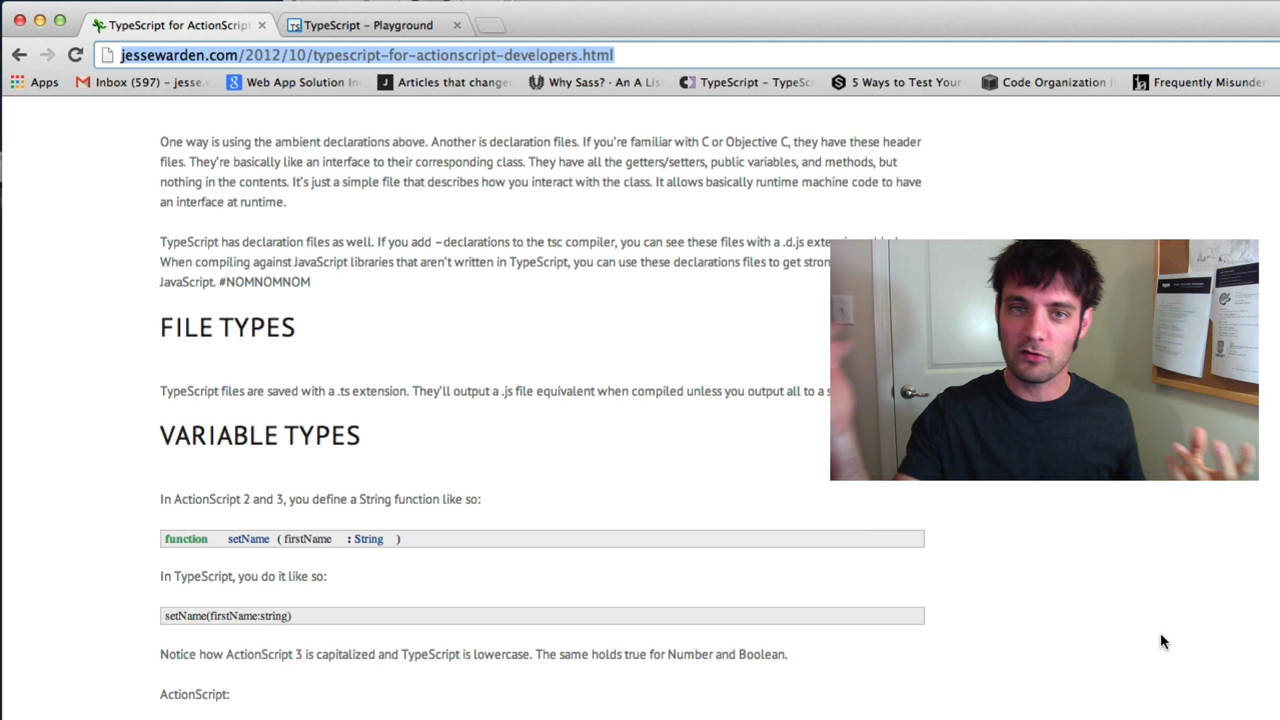 TypeScript for ActionScript
TypeScript – Playground
jessewarden.com/2012/10/typescript-for-actionscript-developers.html
Apps
Inbox (597) – jesse.
Web App Solution
Articles that change
Why Sass? · An A Lis
TypeScript – TypeSc
5 Ways to Test Your
Code Organization
Frequently Misunder
One way is using the ambient declarations above. Another is declaration files. If you're familiar with C or Objective C, they have these header
files. They're basically like an interface to their corresponding class. They have all the getters/setters, public variables, and methods, but
nothing in the contents. It's just a simple file that describes how you interact with the class. It allows basically runtime machine code to have
an interface at runtime.
TypeScript has declaration files as well. If you add –declarations to the tsc compiler, you can see these files with a .d.js
When compiling against JavaScript libraries that aren't written in TypeScript, you can use these declarations files to get
JavaScript. #NOMNOMNOM
FILE TYPES
TypeScript files are saved with a .ts extension. They'll output a .js file equivalent when compiled unless you output all to a
VARIABLE TYPES
In ActionScript 2 and 3, you define a String function like so:
function setName ( firstName : String )
In TypeScript, you do it like so:
setName(firstName:string)
Notice how ActionScript 3 is capitalized and TypeScript is lowercase. The same holds true for Number and Boolean.
ActionScript: